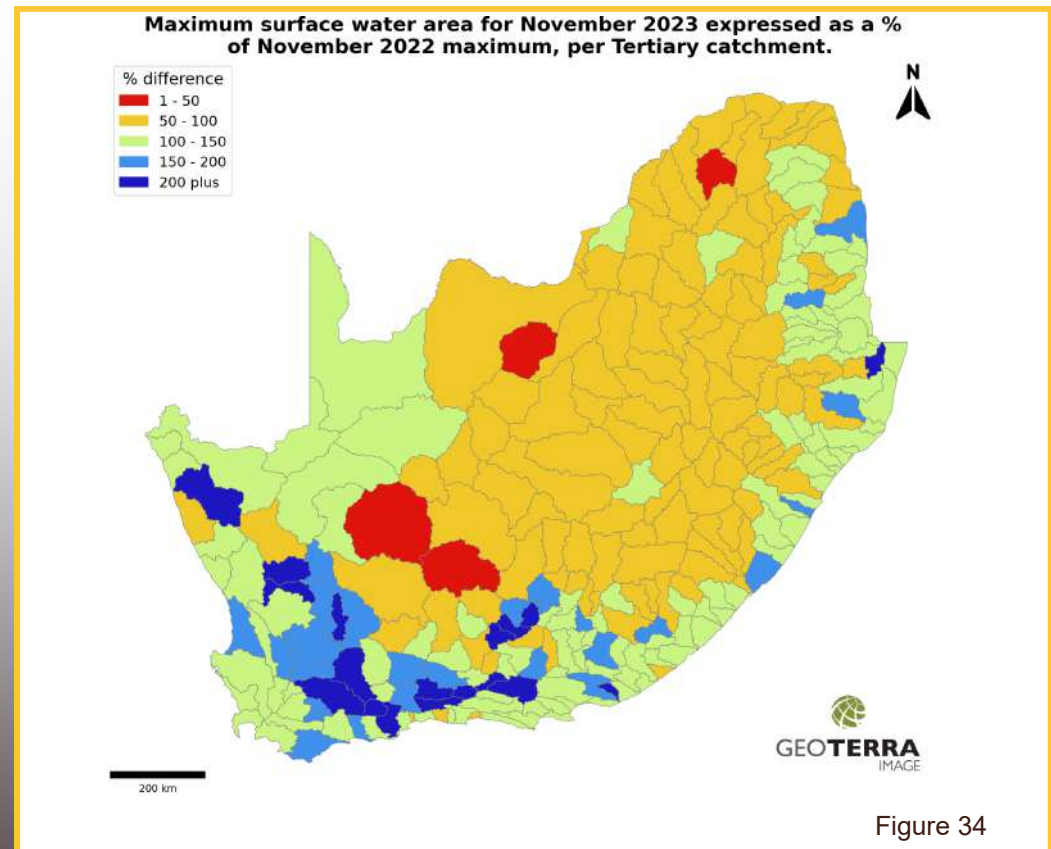 Maximum surface water area for November 2023 expressed as a %
of November 2022 maximum, per Tertiary catchment.
% difference
1 - 50
50 - 100
100 - 150
150 - 200
200 plus
N
GEOTERRA
IMAGE
200 km
Figure 34